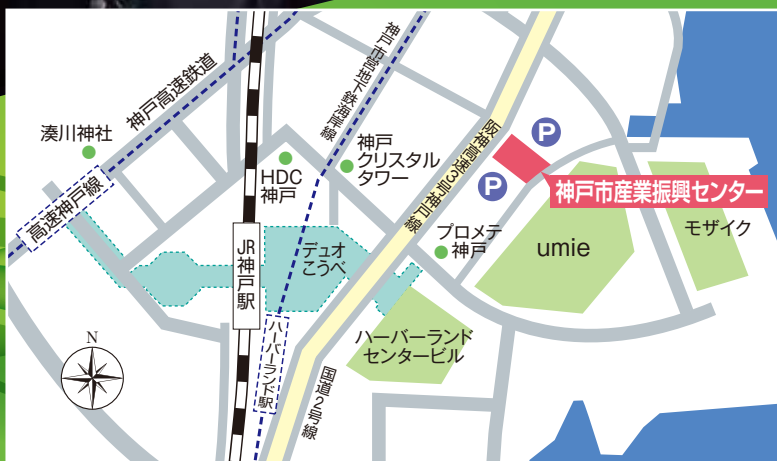 神戸高速鉄道
神戸市営地下鉄海岸線
湊川神社
HDC
神戸
神戸
クリスタル
タワー
阪神高速3号神戸線
P
P
神戸市産業振興センター
高速神戸線
JR
神戸駅
デュオ
こうべ
プロメテ
神戸
umie
モザイク
ハーバーランド駅
ハーバーランド
センタービル
国道2号線
N